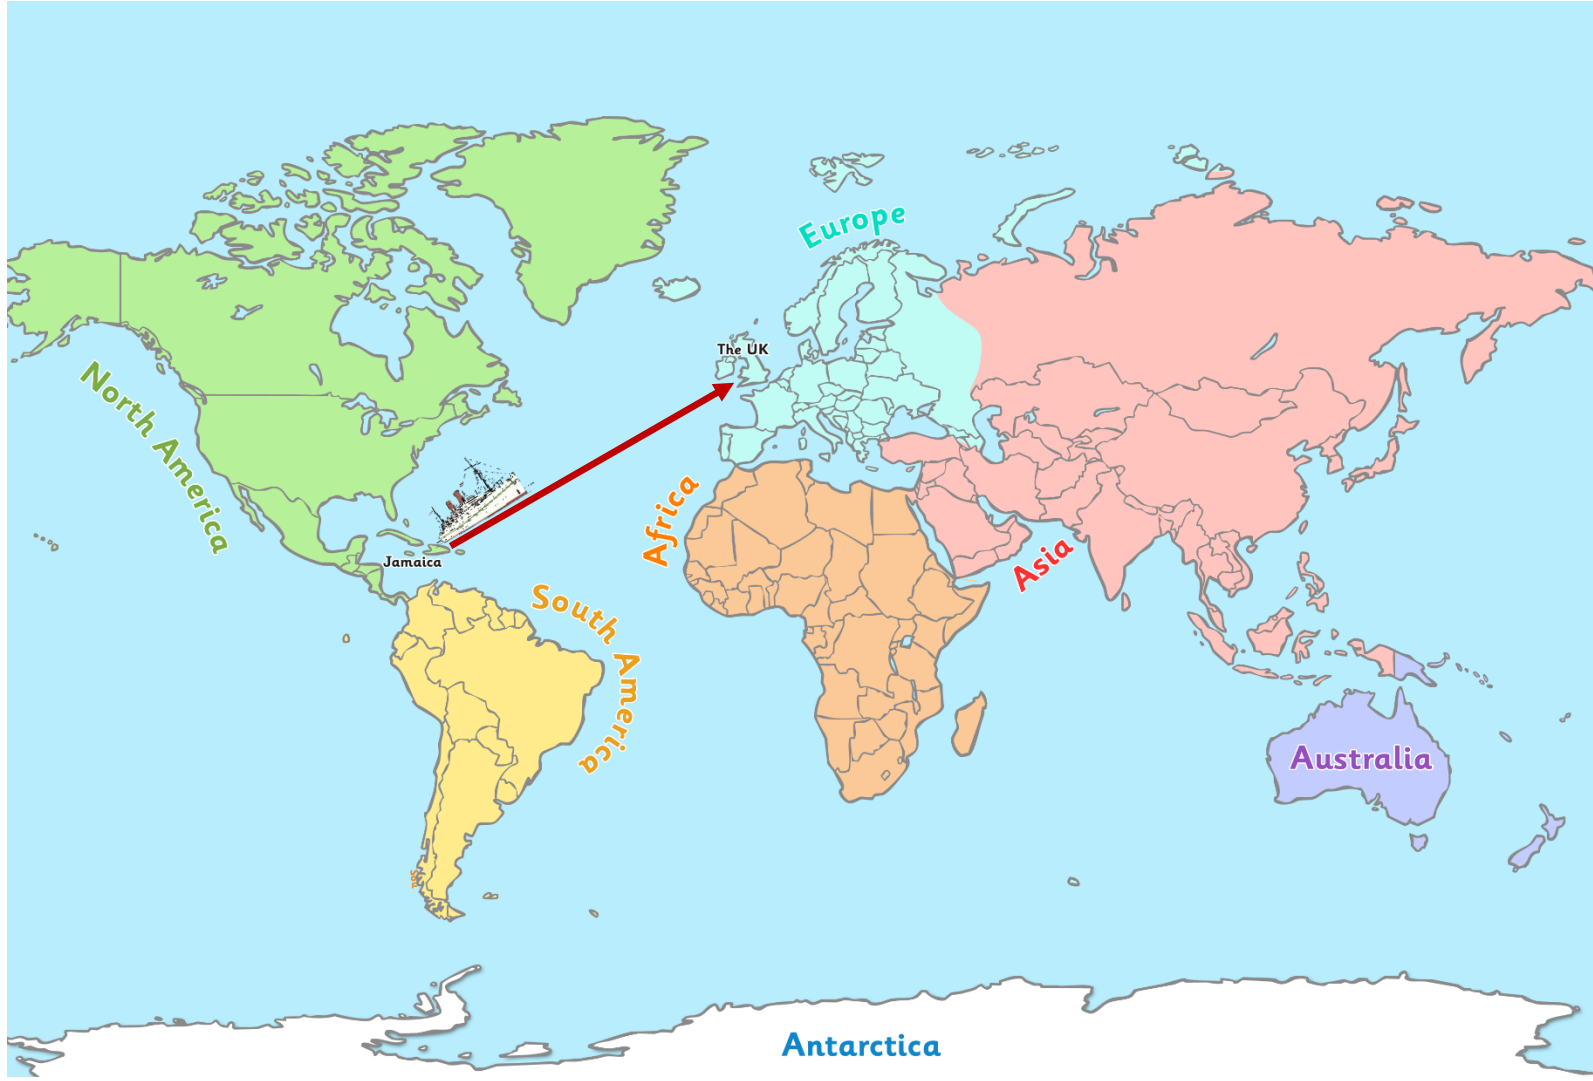 Europe
The UK
North America
Africa
Asia
Jamaica
South America
Australia
Antarctica